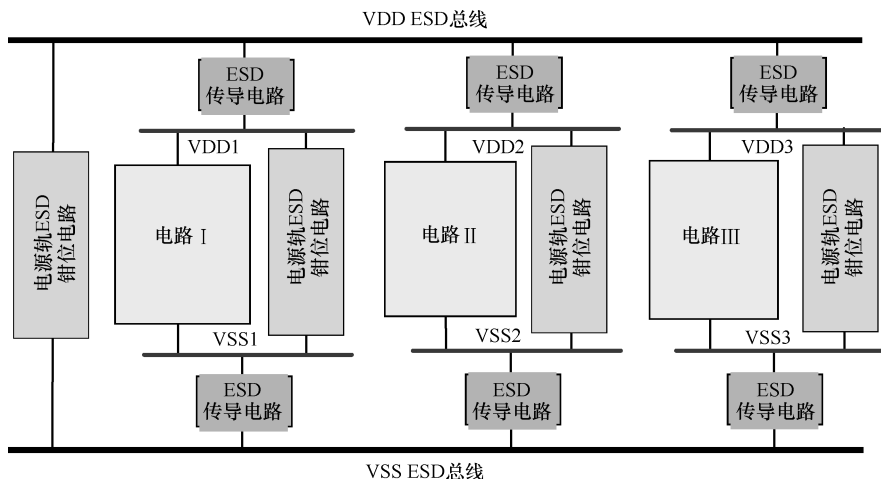 VDD ESD总线
ESD
传导电路
ESD
传导电路
ESD
传导电路
VDD1
VDD2
VDD3
电源轨ESD
钳位电路
电路Ⅰ
电源轨ESD
钳位电路
电路Ⅱ
电源轨ESD
钳位电路
电路Ⅲ
电源轨ESD
钳位电路
VSS1
VSS2
VSS3
ESD
传导电路
ESD
传导电路
ESD
传导电路
VSS ESD总线